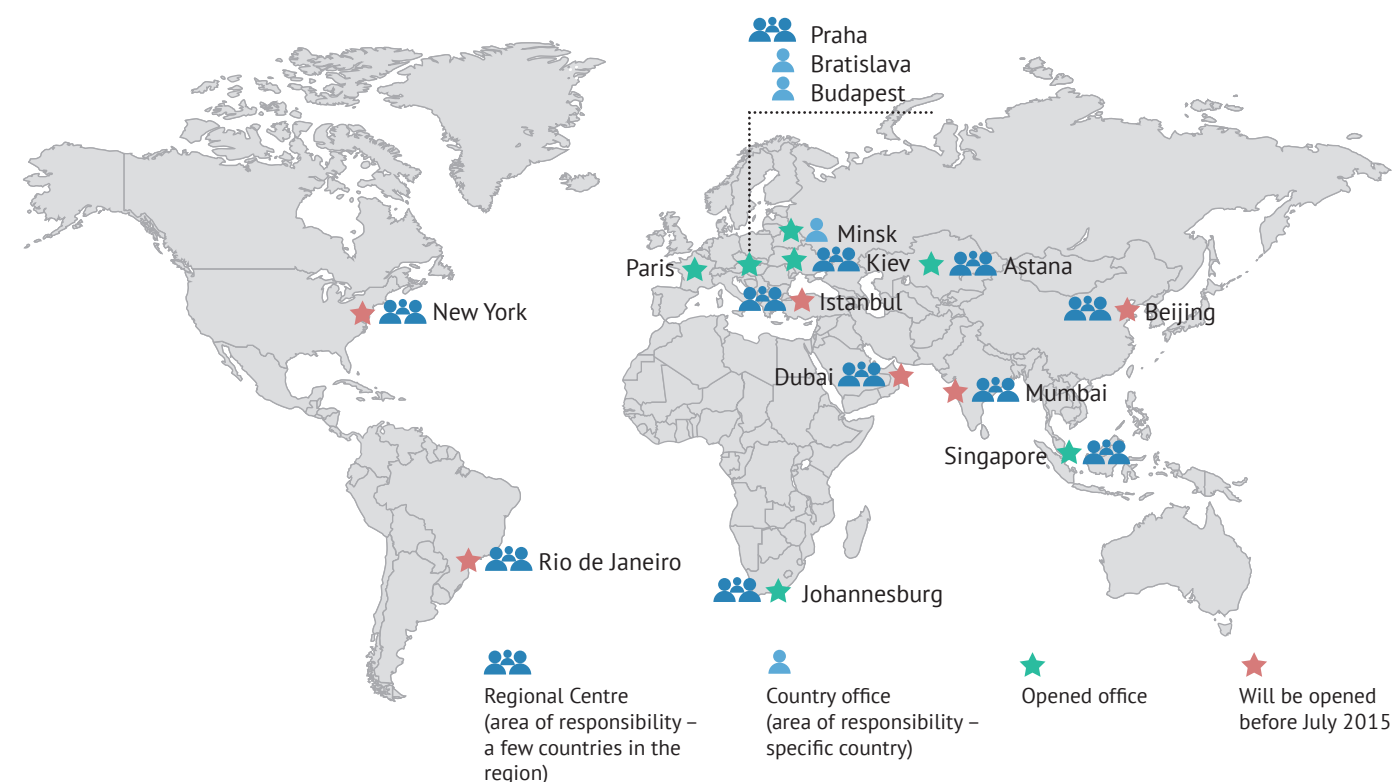 Praha
Bratislava
Budapest
Minsk
Paris
Kiev
Astana
New York
Istanbul
Beijing
Dubai
Mumbai
Singapore
Rio de Janeiro
Johannesburg
Regional Centre
(area of responsibility –
a few countries in the
region)
Country office
(area of responsibility –
specific country)
Opened office
Will be opened
before July 2015